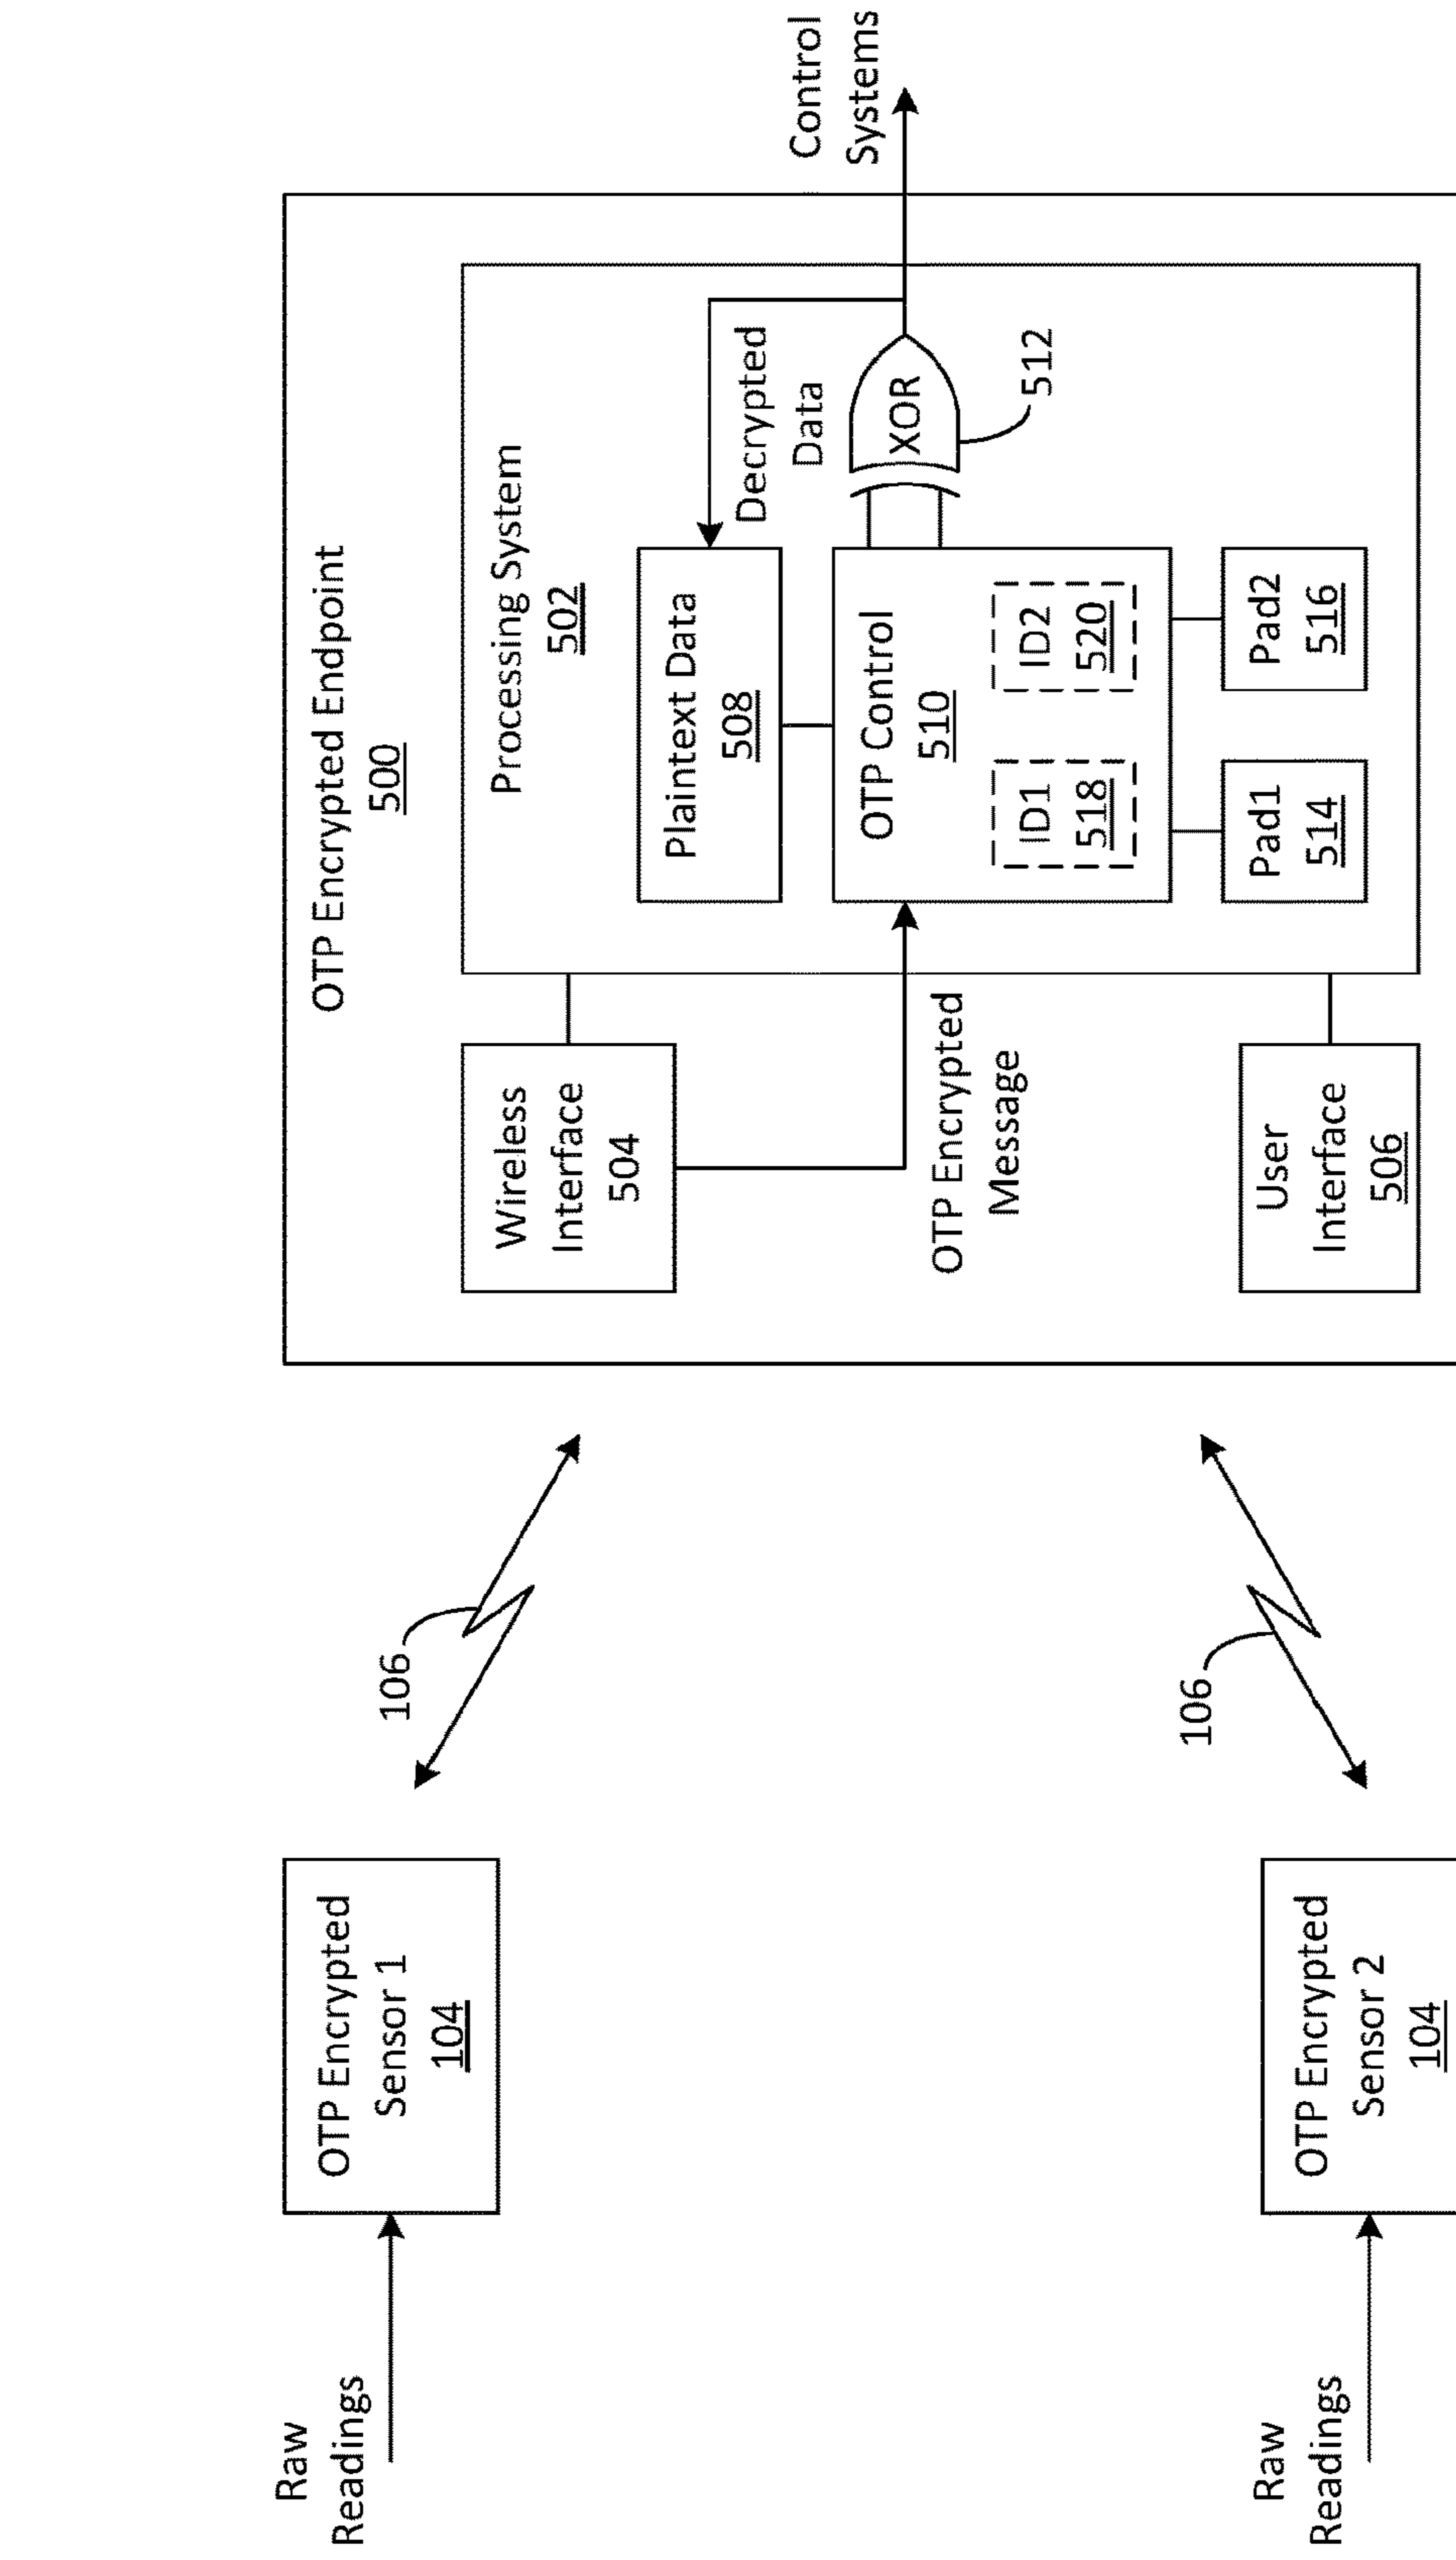 Raw
Readings
OTP Encrypted
Sensor 1
104
106
Raw
Readings
OTP Encrypted
Sensor 2
104
106
OTP Encrypted Endpoint
500
Wireless
Interface
504
OTP Encrypted
Message
User
Interface
506
Processing System
502
Plaintext Data
508
Decrypted
Data
OTP Control
510
ID1
518
ID2
520
XOR
512
Pad1
514
Pad2
516
Control
Systems